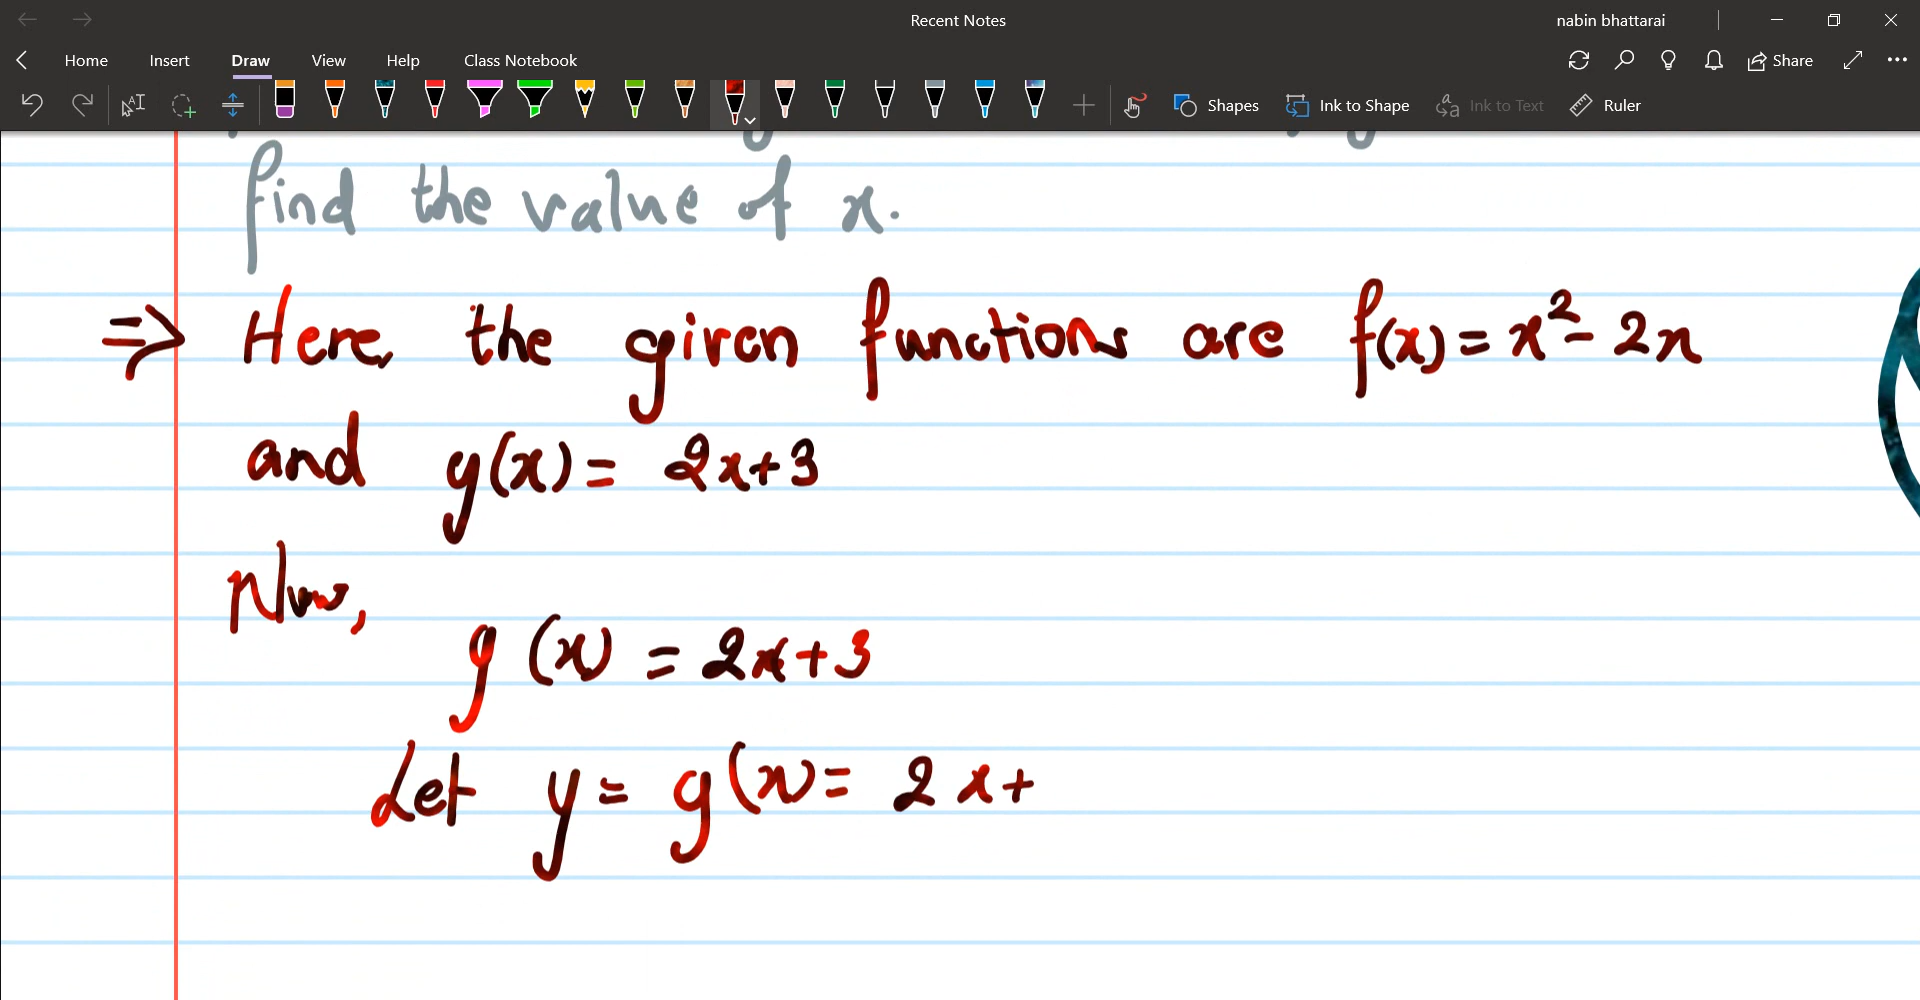 Recent Notes
nabin bhattarai
Home Insert Draw View Help Class Notebook
Share
Shapes Ink to Shape Ink to Text Ruler
find the value of x.
=> Here, the given functions are f(x) = x² - 2x
and g(x) = 2x+3
Now,
g (x) = 2x+3
Let y = g(x) = 2x+